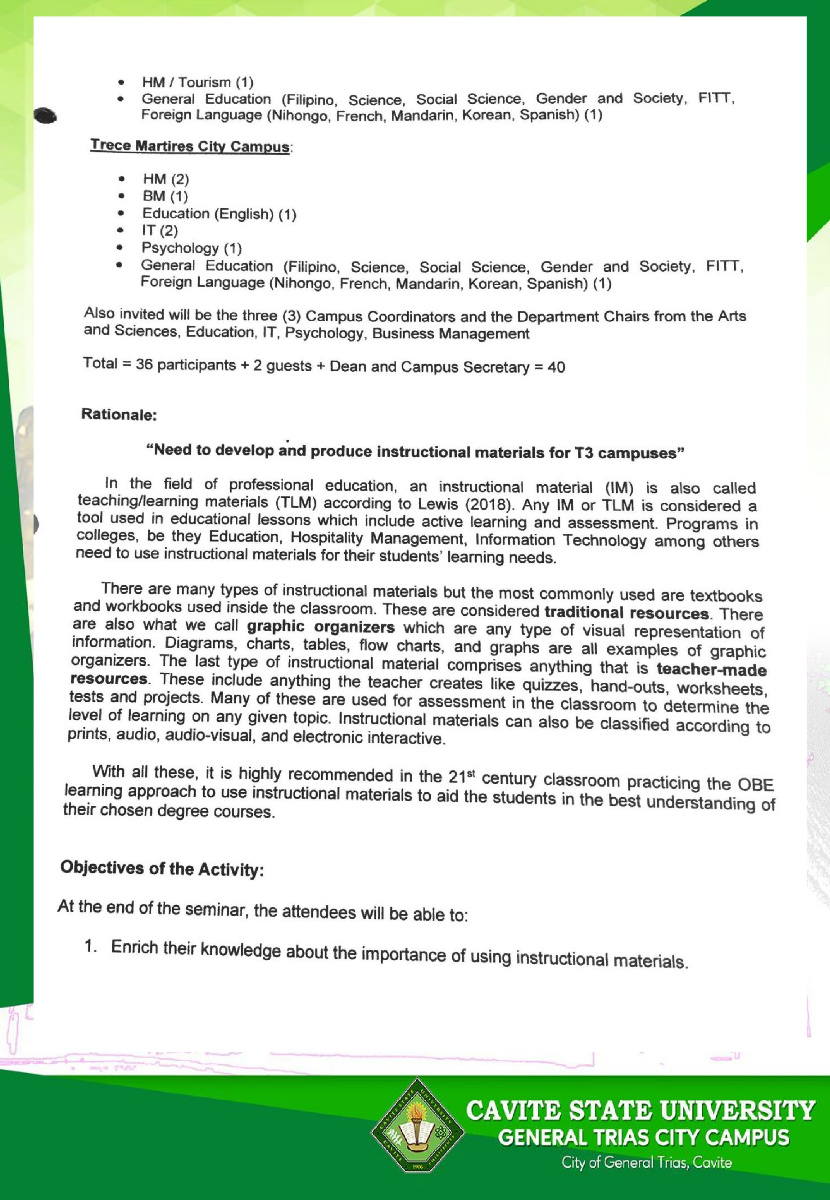 • HM / Tourism (1)
• General Education (Filipino, Science, Social Science, Gender and Society, FITT,
Foreign Language (Nihongo, French, Mandarin, Korean, Spanish) (1)
Trece Martires City Campus:
• HM (2)
• BM (1)
• Education (English) (1)
• IT (2)
• Psychology (1)
• General Education (Filipino, Science, Social Science, Gender and Society, FITT,
Foreign Language (Nihongo, French, Mandarin, Korean, Spanish) (1)
Also invited will be the three (3) Campus Coordinators and the Department Chairs from the Arts
and Sciences, Education, IT, Psychology, Business Management
Total = 36 participants + 2 guests + Dean and Campus Secretary = 40
Rationale:
“Need to develop and produce instructional materials for T3 campuses”
In the field of professional education, an instructional material (IM) is also called
teaching/learning materials (TLM) according to Lewis (2018). Any IM or TLM is considered a
tool used in educational lessons which include active learning and assessment. Programs in
colleges, be they Education, Hospitality Management, Information Technology among others
need to use instructional materials for their students’ learning needs.
There are many types of instructional materials but the most commonly used are textbooks
and workbooks used inside the classroom. These are considered traditional resources. There
are also what we call graphic organizers which are any type of visual representation of
information. Diagrams, charts, tables, flow charts, and graphs are all examples of graphic
organizers. The last type of instructional material comprises anything that is teacher-made
resources. These include anything the teacher creates like quizzes, hand-outs, worksheets,
tests and projects. Many of these are used for assessment in the classroom to determine the
level of learning on any given topic. Instructional materials can also be classified according to
prints, audio, audio-visual, and electronic interactive.
With all these, it is highly recommended in the 21st century classroom practicing the OBE
learning approach to use instructional materials to aid the students in the best understanding of
their chosen degree courses.
Objectives of the Activity:
At the end of the seminar, the attendees will be able to:
1. Enrich their knowledge about the importance of using instructional materials.
CAVITE STATE UNIVERSITY
GENERAL TRIAS CITY CAMPUS
City of General Trias, Cavite
CAVITE
1906